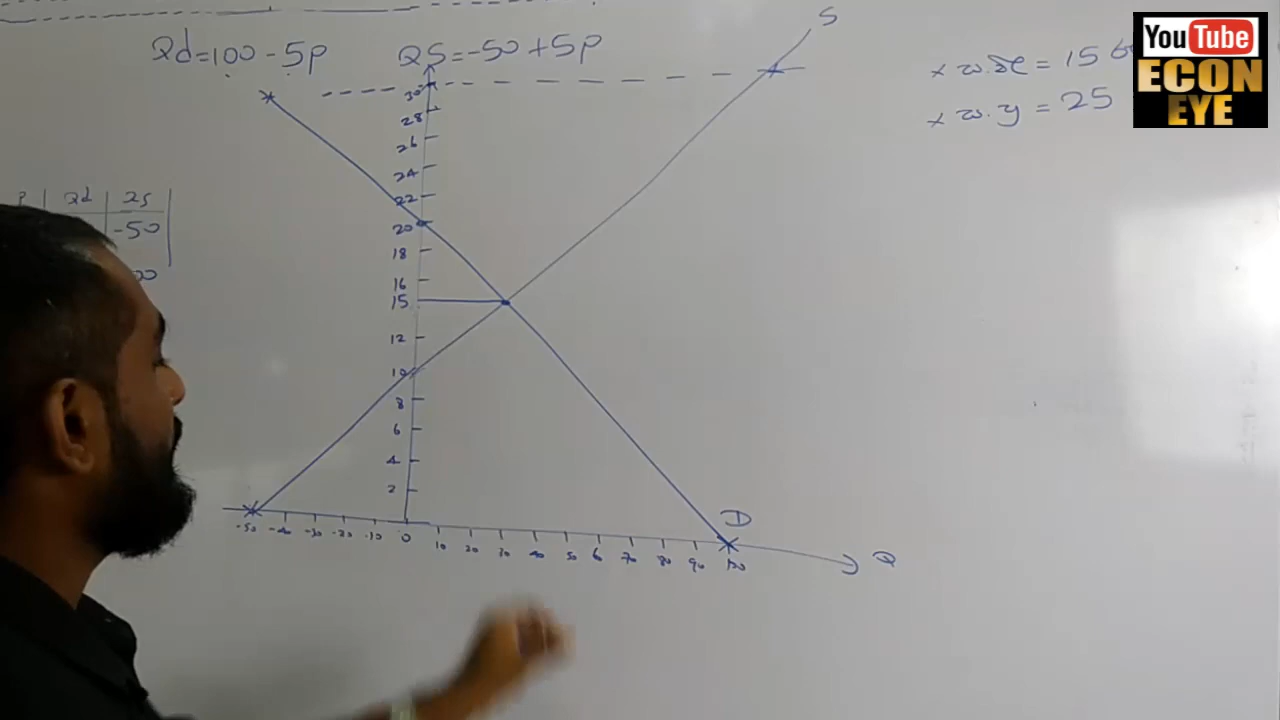 Qd=100-5p QS=-50+5p
S
YouTube
ECON
EYE
= 15
= 25
Qd 2s
-50
30
28
26
24
22
20
18
16
15
12
10
8
6
4
2
D
-50 -40 -30 -20 -10 0 10 20 30 40 50 60 70 80 90 100
Q